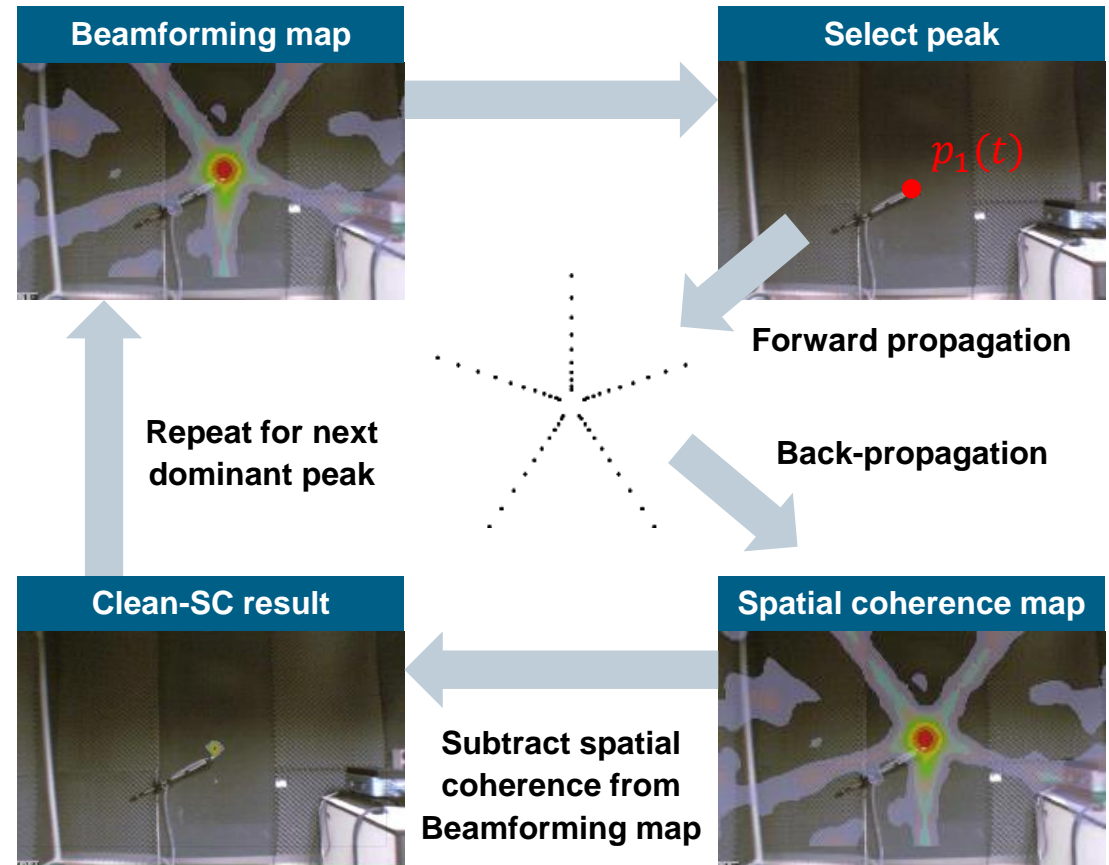 Beamforming map
Select peak
p₁(t)
Forward propagation
Repeat for next
dominant peak
Back-propagation
Clean-SC result
Spatial coherence map
Subtract spatial
coherence from
Beamforming map